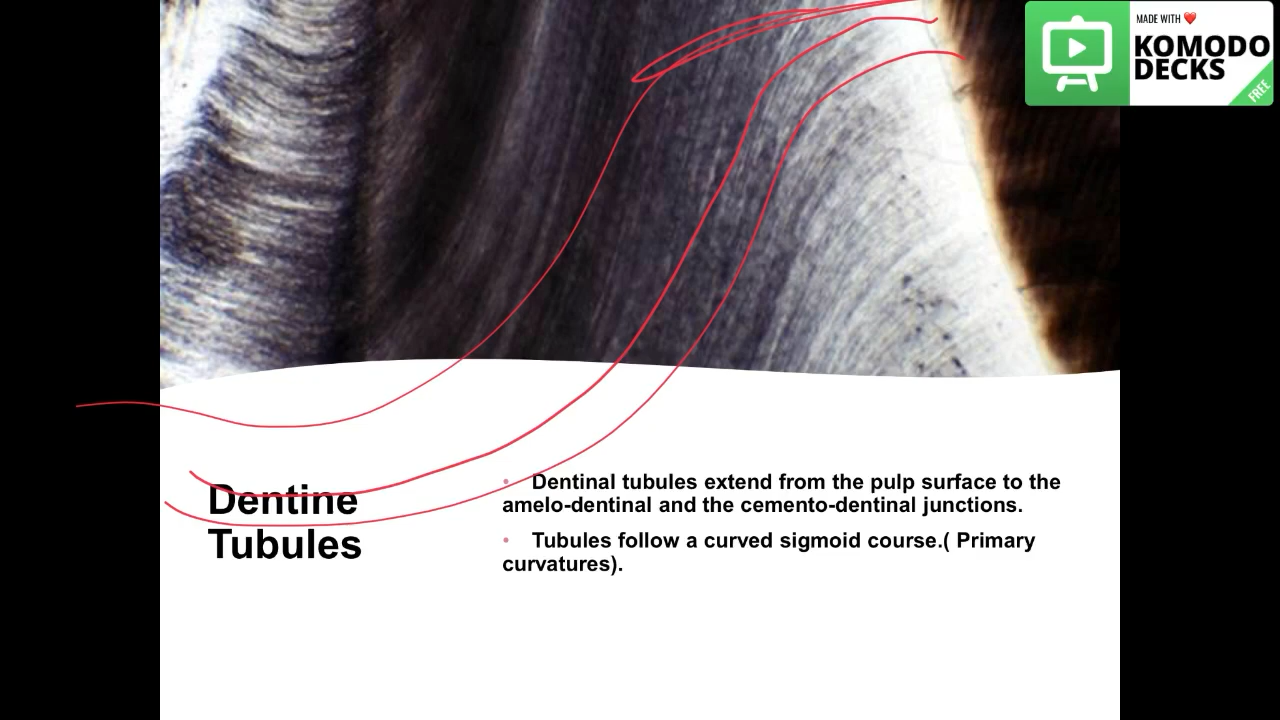 MADE WITH ❤️
KOMODO
DECKS
FREE
Dentine
Tubules
• Dentinal tubules extend from the pulp surface to the
amelo-dentinal and the cemento-dentinal junctions.
• Tubules follow a curved sigmoid course.( Primary
curvatures).